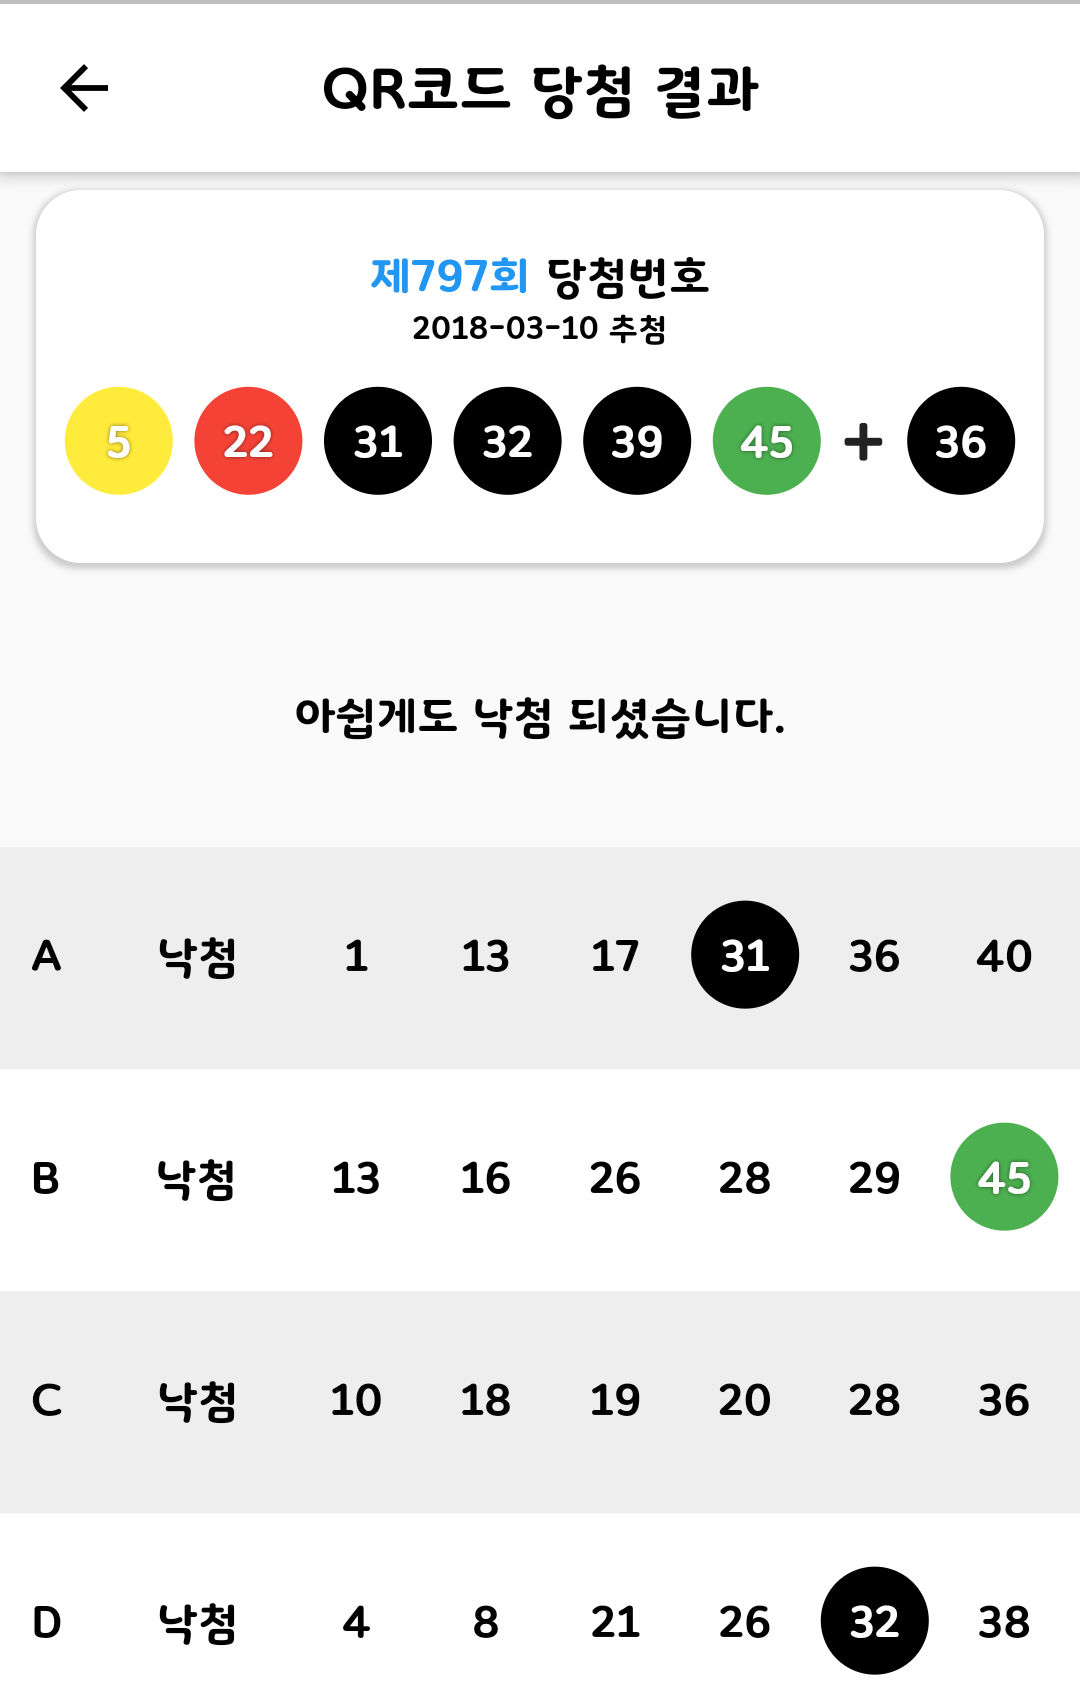 QR코드 당첨 결과
제797회 당첨번호
2018-03-10 추첨
5 22 31 32 39 45 + 36
아쉽게도 낙첨 되셨습니다.
A 낙첨 1 13 17 31 36 40
B 낙첨 13 16 26 28 29 45
C 낙첨 10 18 19 20 28 36
D 낙첨 4 8 21 26 32 38